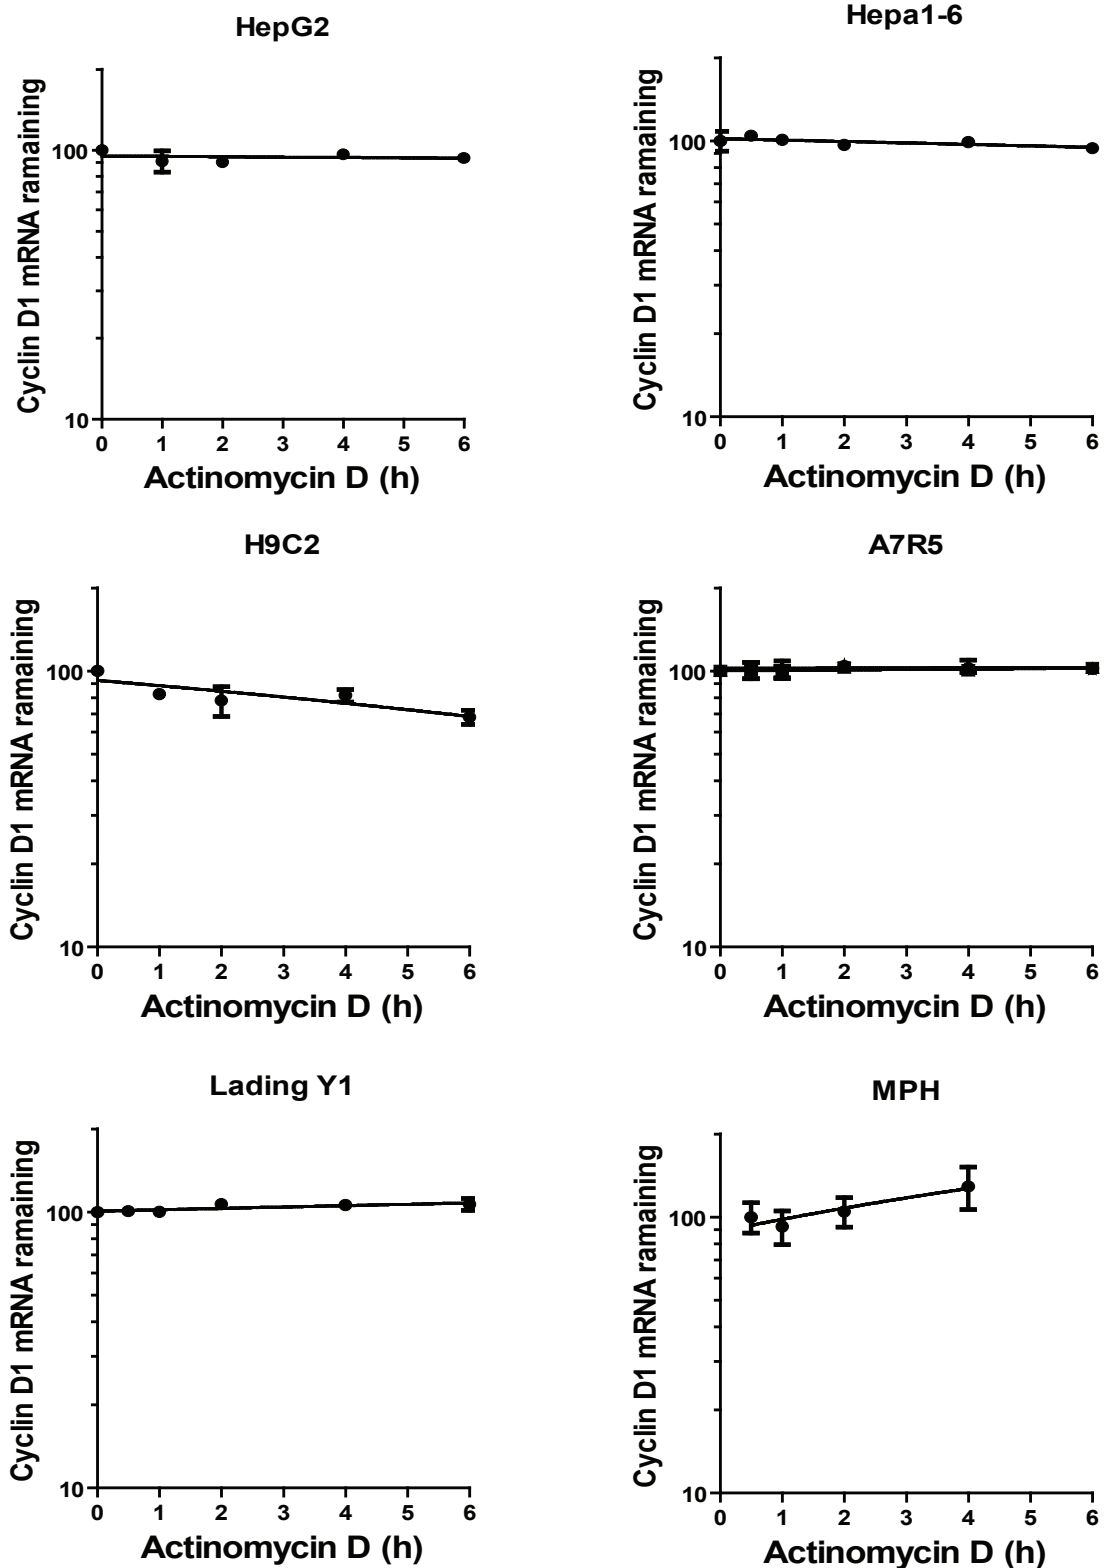 HepG2
Cyclin D1 mRNA ramaining
100
10
0 1 2 3 4 5 6
Actinomycin D (h)
Hepa1-6
Cyclin D1 mRNA ramaining
100
10
0 1 2 3 4 5 6
Actinomycin D (h)
H9C2
Cyclin D1 mRNA ramaining
100
10
0 1 2 3 4 5 6
Actinomycin D (h)
A7R5
Cyclin D1 mRNA ramaining
100
10
0 1 2 3 4 5 6
Actinomycin D (h)
Lading Y1
Cyclin D1 mRNA ramaining
100
10
0 1 2 3 4 5 6
Actinomycin D (h)
MPH
Cyclin D1 mRNA ramaining
100
10
0 1 2 3 4 5 6
Actinomycin D (h)